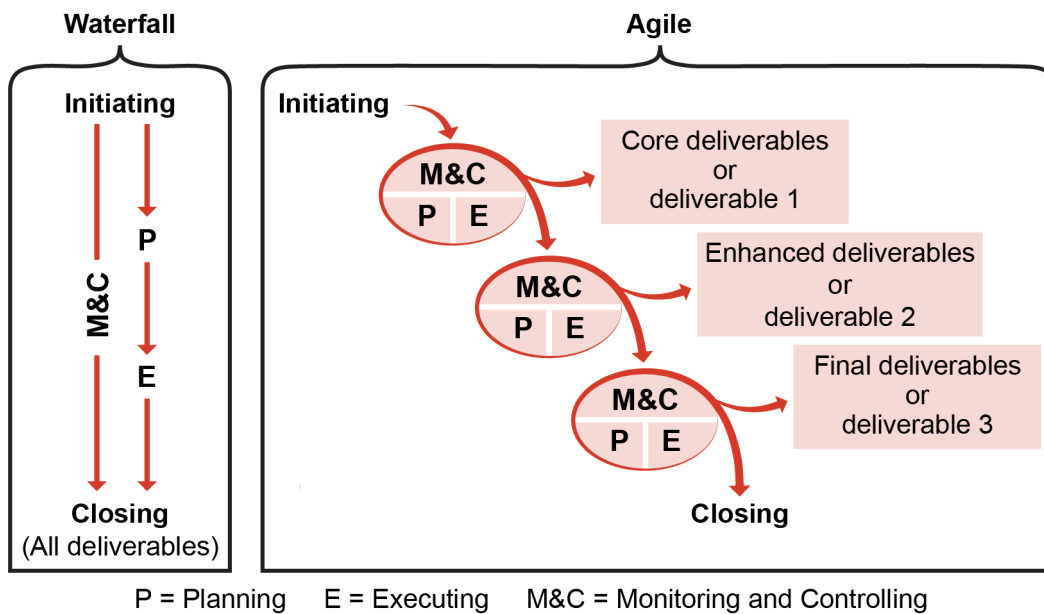 Waterfall
Initiating
M&C
P
E
Closing
(All deliverables)
Agile
Initiating
M&C
P
E
Core deliverables
or
deliverable 1
M&C
P
E
Enhanced deliverables
or
deliverable 2
M&C
P
E
Final deliverables
or
deliverable 3
Closing
P = Planning E = Executing M&C = Monitoring and Controlling